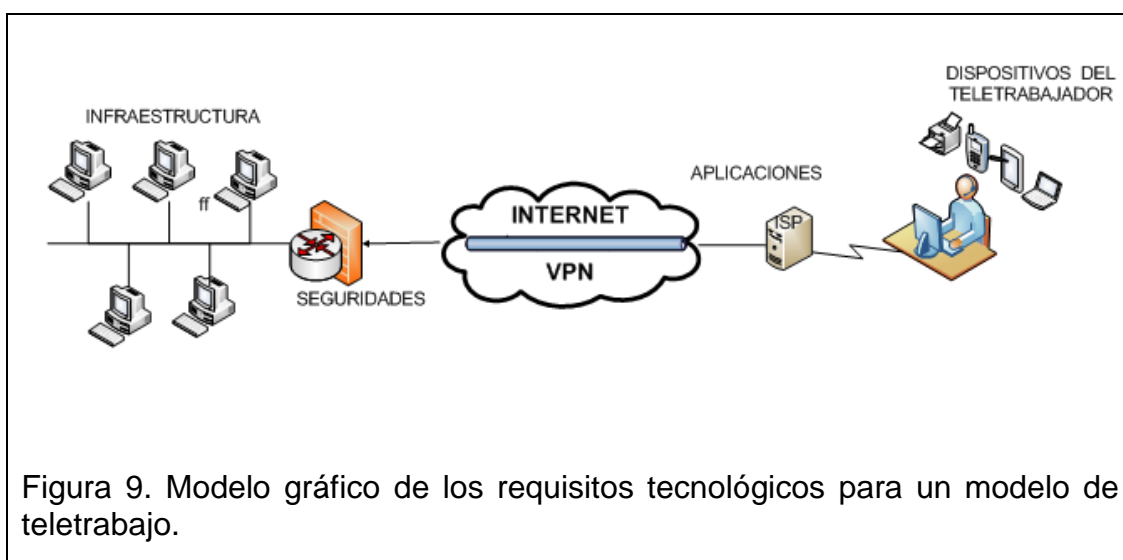 DISPOSITIVOS DEL
TELETRABAJADOR
INFRAESTRUCTURA
ff
APLICACIONES
INTERNET
ISP
VPN
SEGURIDADES
Figura 9. Modelo gráfico de los requisitos tecnológicos para un modelo de
teletrabajo.